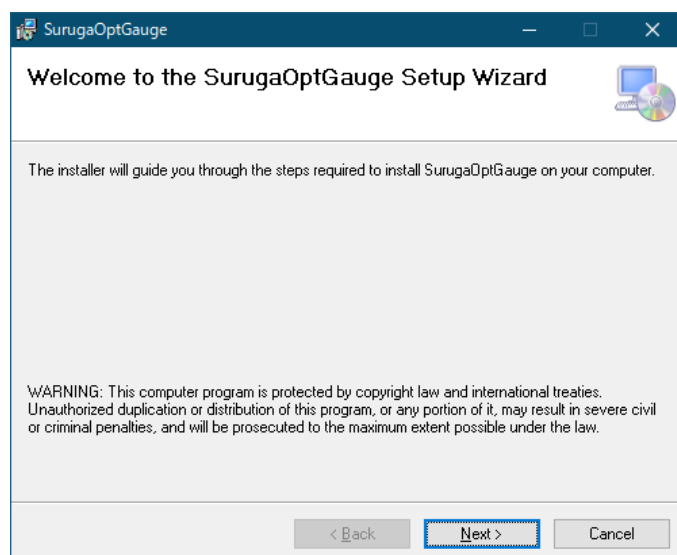 SurugaOptGauge
Welcome to the SurugaOptGauge Setup Wizard
The installer will guide you through the steps required to install SurugaOptGauge on your computer.
WARNING: This computer program is protected by copyright law and international treaties.
Unauthorized duplication or distribution of this program, or any portion of it, may result in severe civil
or criminal penalties, and will be prosecuted to the maximum extent possible under the law.
< Back
Next >
Cancel